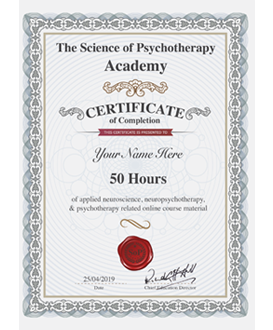 The Science of Psychotherapy
Academy
CERTIFICATE
of Completion
THIS CERTIFICATE IS PRESENTED TO
Your Name Here
50 Hours
of applied neuroscience, neuropsychotherapy,
& psychotherapy related online course material
25/04/2019
Date
Chief Education Director